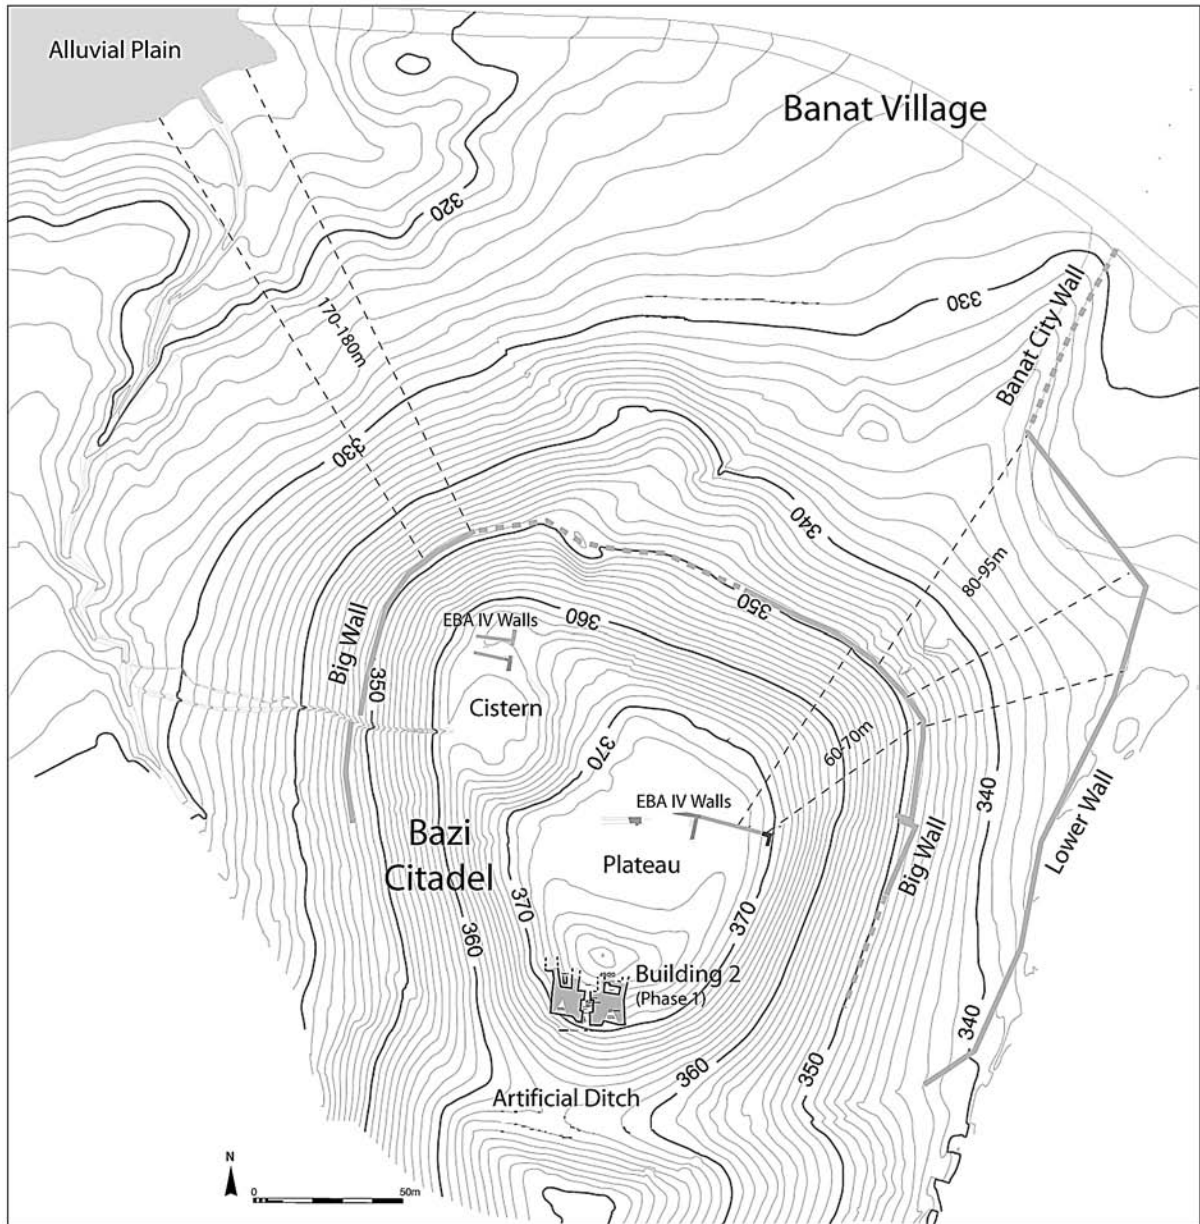 Alluvial Plain
Banat Village
320
170-180m
330
Banat City Wall
330
340
80-95m
350
EBA IV Walls
360
Big Wall
350
Cistern
370
60-70m
340
EBA IV Walls
Lower Wall
Bazi
Citadel
Plateau
Big Wall
370
370
360
Building 2
(Phase 1)
340
350
360
Artificial Ditch
N
0
50m